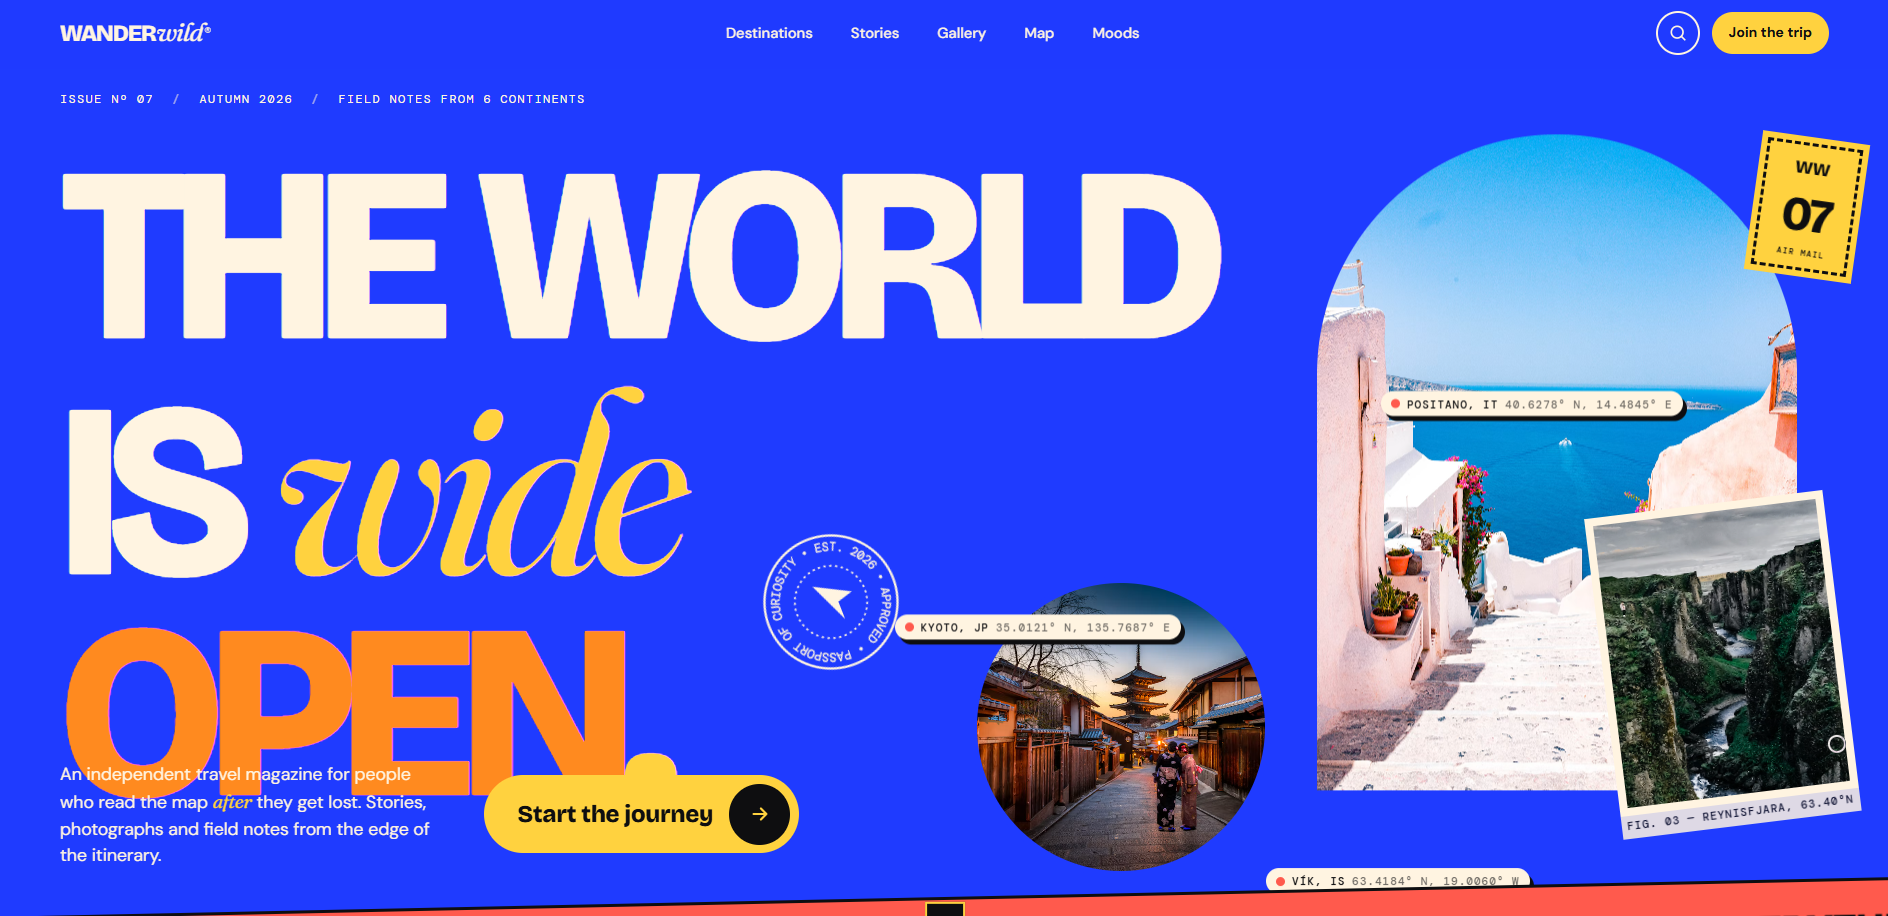 WANDERwild®
Destinations Stories Gallery Map Moods
Join the trip
ISSUE Nº 07 / AUTUMN 2026 / FIELD NOTES FROM 6 CONTINENTS
THE WORLD
IS wide
OPEN.
An independent travel magazine for people
who read the map after they get lost. Stories,
photographs and field notes from the edge of
the itinerary.
Start the journey
EST. 2026 • APPROVED • PASSPORT OF CURIOSITY •
KYOTO, JP 35.0121° N, 135.7687° E
POSITANO, IT 40.6278° N, 14.4845° E
WW
07
AIR MAIL
FIG. 03 — REYNISFJARA, 63.40°N
VÍK, IS 63.4184° N, 19.0060° W